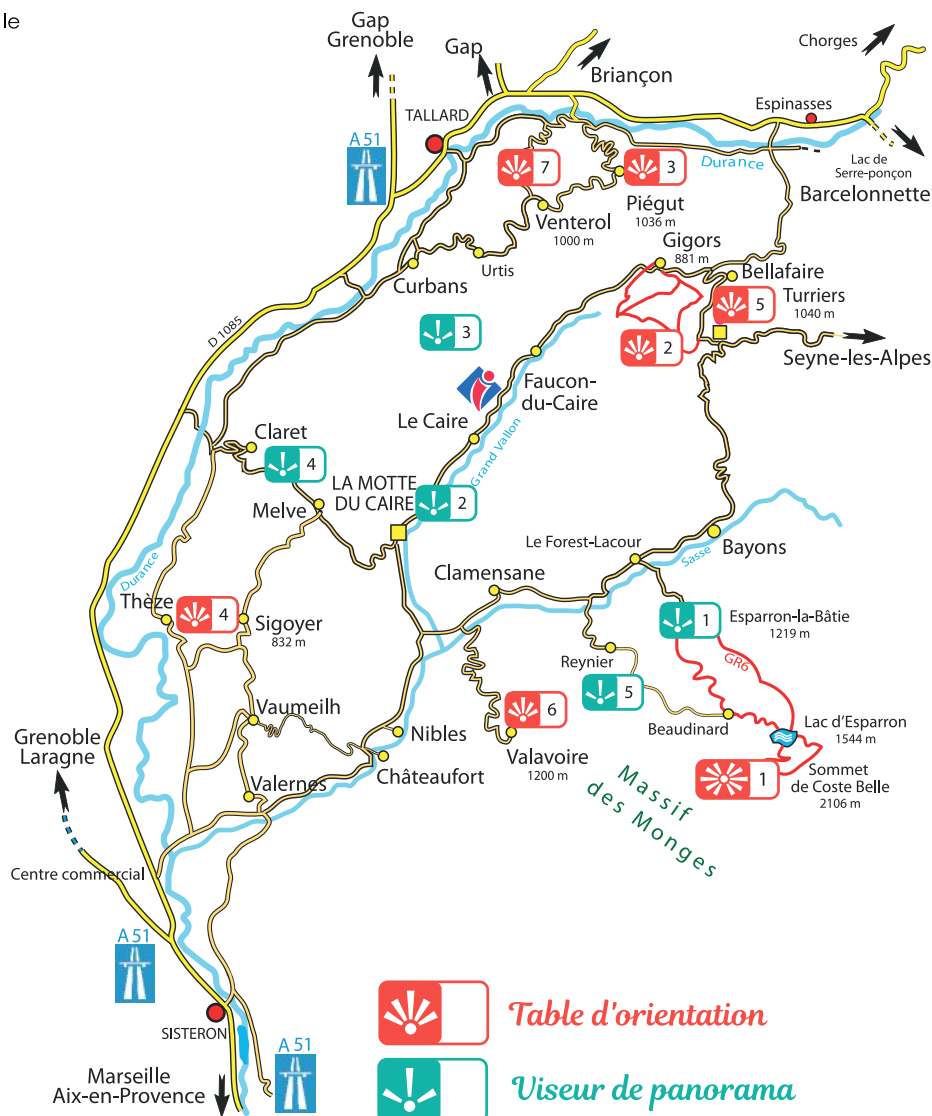 le
Gap
Grenoble
Gap
Briançon
Chorges
TALLARD
Espinasses
A 51
Durance
Lac de
Serre-ponçon
Barcelonnette
7
3
Piégut
1036 m
Venterol
1000 m
Urtis
Curbans
Gigors
881 m
Bellafaire
5
Turriers
1040 m
2
Seyne-les-Alpes
D 1085
3
Faucon-
du-Caire
Le Caire
Grand Vallon
Claret
4
LA MOTTE
DU CAIRE
2
Melve
Durance
Le Forest-Lacour
Sasse
Bayons
Clamensane
Thèze
4
Sigoyer
832 m
1
Esparron-la-Bâtie
1219 m
GR6
Reynier
5
Beaudinard
Lac d'Esparron
1544 m
Vaumeilh
Nibles
6
Valavoire
1200 m
Grenoble
Laragne
Châteaufort
Valernes
1
Sommet
de Coste Belle
2106 m
Massif
des Monges
Centre commercial
A 51
SISTERON
A 51
Marseille
Aix-en-Provence
Table d'orientation
Viseur de panorama